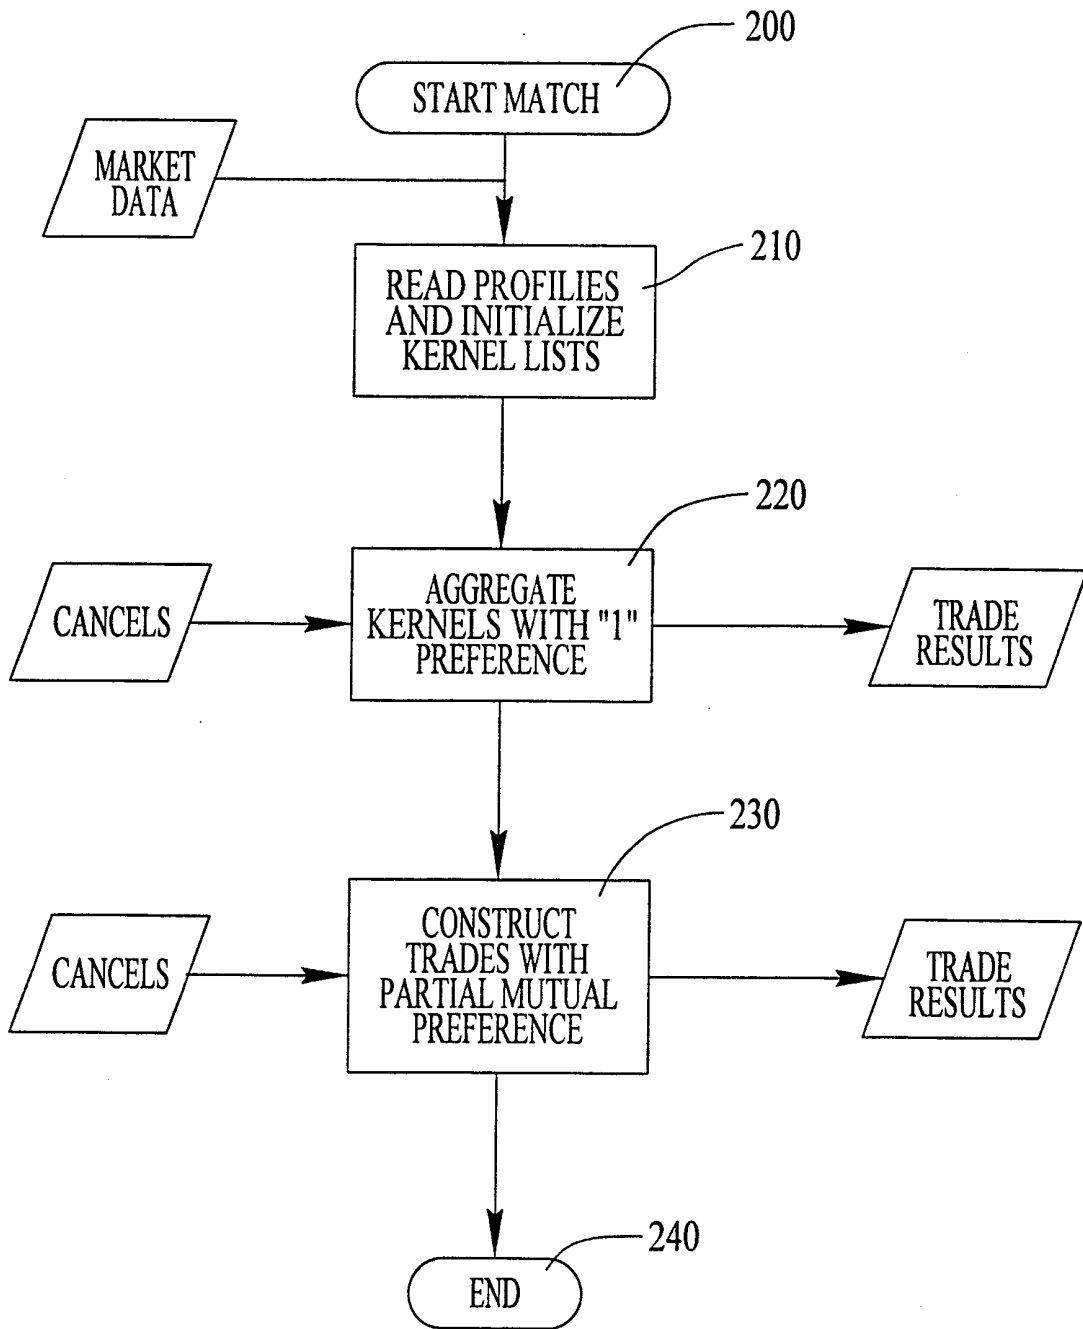 200
START MATCH
MARKET
DATA
210
READ PROFILIES
AND INITIALIZE
KERNEL LISTS
220
CANCELS
AGGREGATE
KERNELS WITH "1"
PREFERENCE
TRADE
RESULTS
230
CANCELS
CONSTRUCT
TRADES WITH
PARTIAL MUTUAL
PREFERENCE
TRADE
RESULTS
240
END